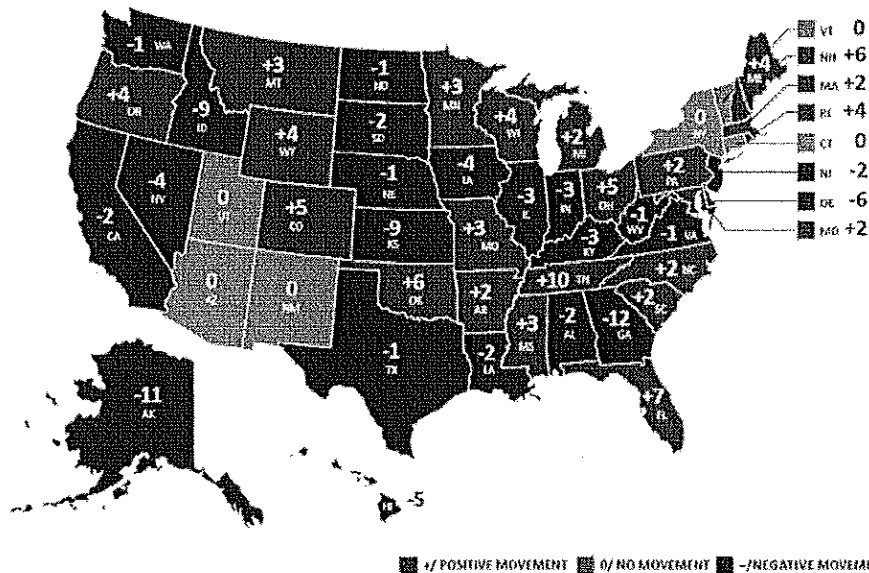 VT 0
NH +6
MA +2
RI +4
CT 0
NJ -2
DE -6
MD +2
-1 WA
+4
OR
-9
ID
+3
MT
-1
ND
+3
MN
+4
WI
+2
MI
+4
ME
0
NY
-2
SD
+4
WY
-4
NV
-2
CA
0
UT
+5
CO
-1
NE
-4
IA
-3
IL
-3
IN
+5
OH
+2
PA
-1
WV
-1 VA
-9
KS
+3
MO
-3
KY
+10 TN
+2 NC
+2
SC
0
AZ
0
NM
+6
OK
+2
AR
+3
MS
-2
AL
-12
GA
-1
TX
-2
LA
+7
FL
-11
AK
HI -5
+/ POSITIVE MOVEMENT 0/ NO MOVEMENT -/NEGATIVE MOVEME